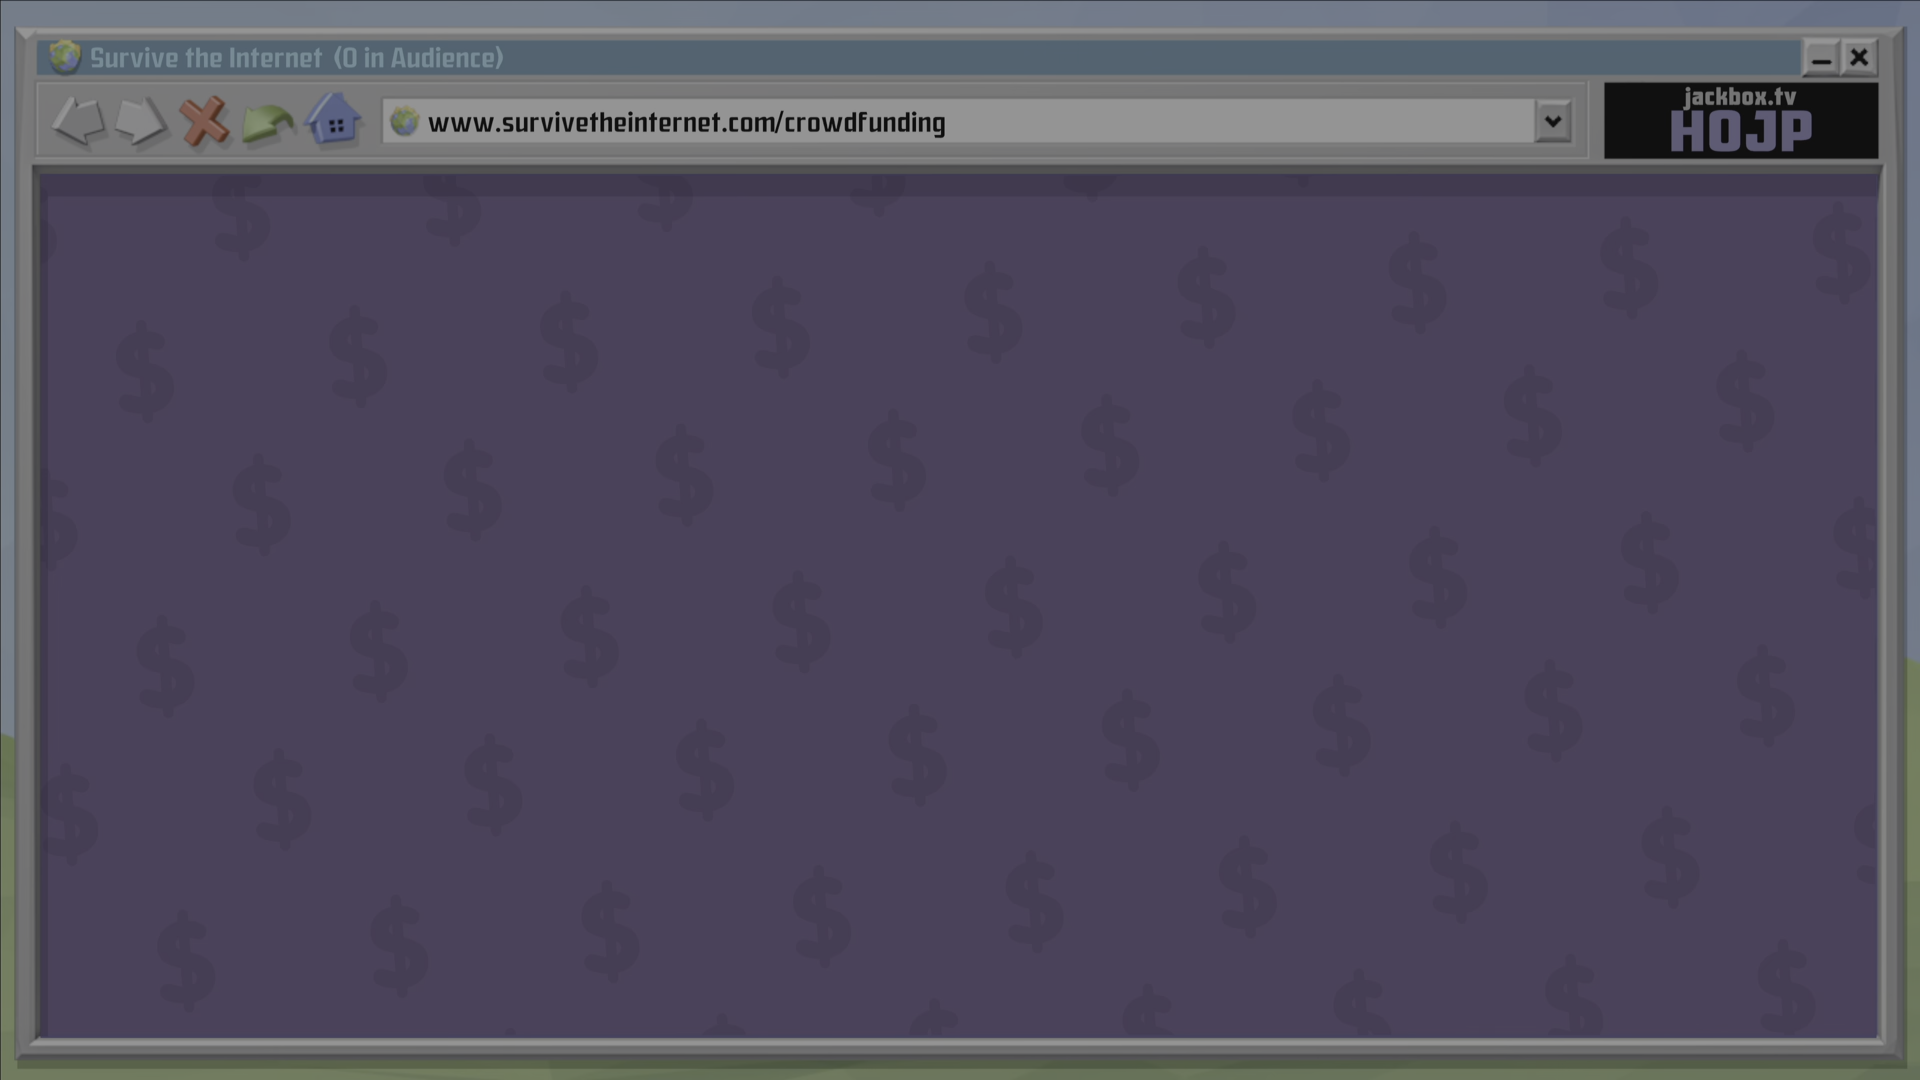 Survive the Internet (0 in Audience)
www.survivetheinternet.com/crowdfunding
jackbox.tv
HOJP